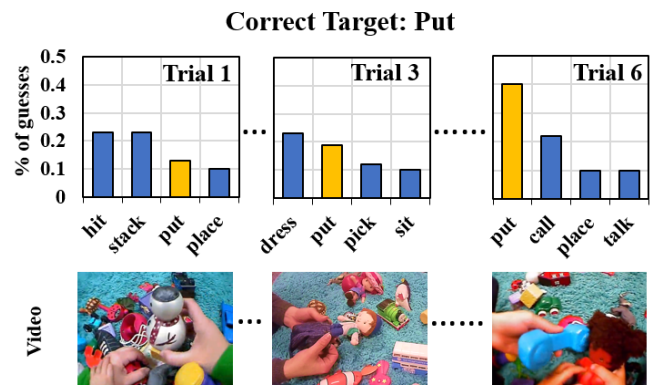 Correct Target: Put
% of guesses
0.5
0.4
0.3
0.2
0.1
0
Trial 1
hit
stack
put
place
...
Trial 3
dress
put
pick
sit
......
Trial 6
put
call
place
talk
Video
...
......